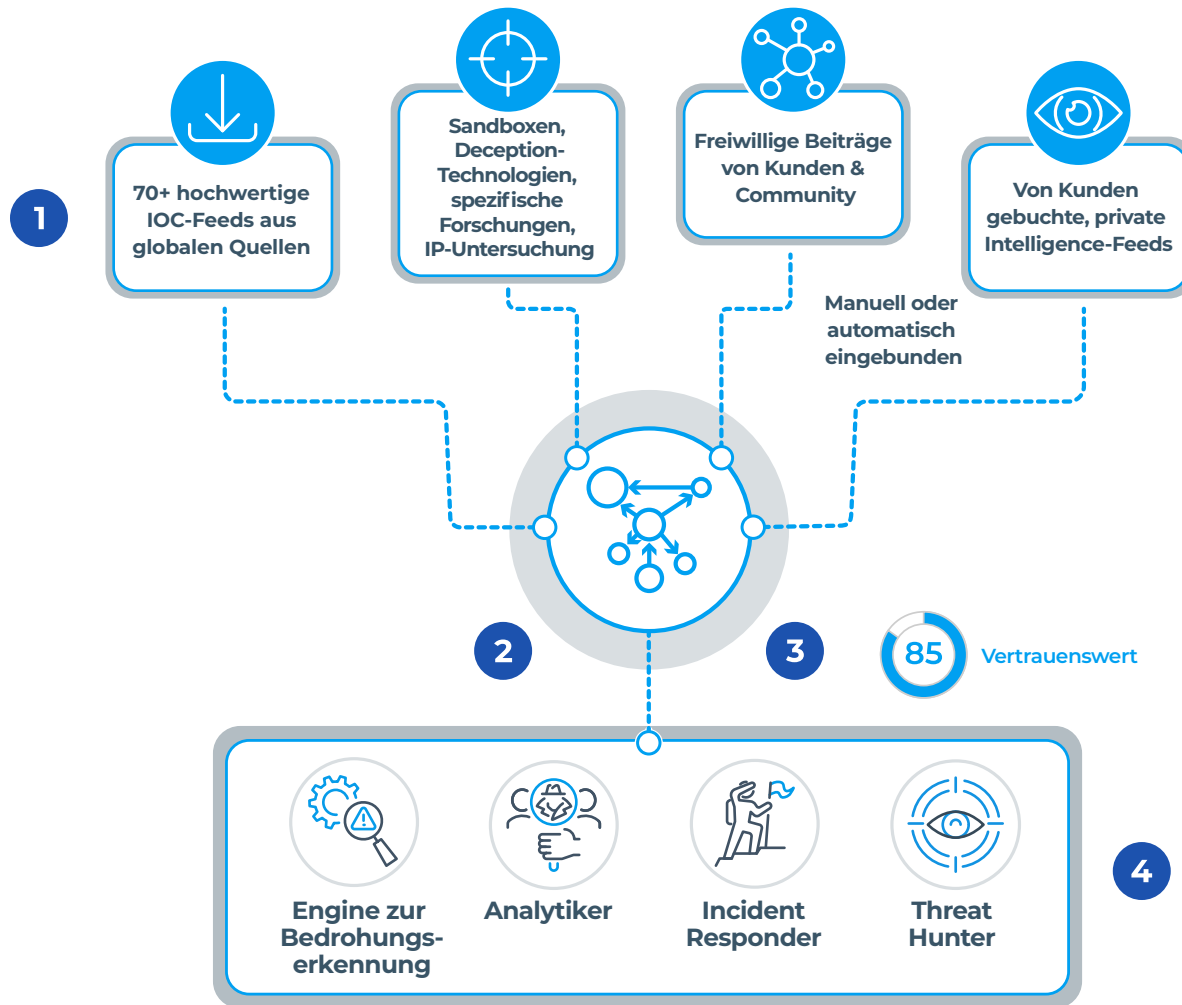 1
70+ hochwertige
IOC-Feeds aus
globalen Quellen
Sandboxen,
Deception-
Technologien,
spezifische
Forschungen,
IP-Untersuchung
Freiwillige Beiträge
von Kunden &
Community
Von Kunden
gebuchte, private
Intelligence-Feeds
Manuell oder
automatisch
eingebunden
2
3
85
Vertrauenswert
Engine zur
Bedrohungs-
erkennung
Analytiker
Incident
Responder
Threat
Hunter
4